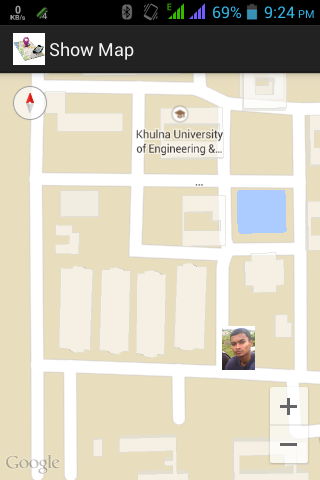 0
KB/s
4
E
69%
9:24 PM
Show Map
Khulna University
of Engineering &...
...
+
−
Google